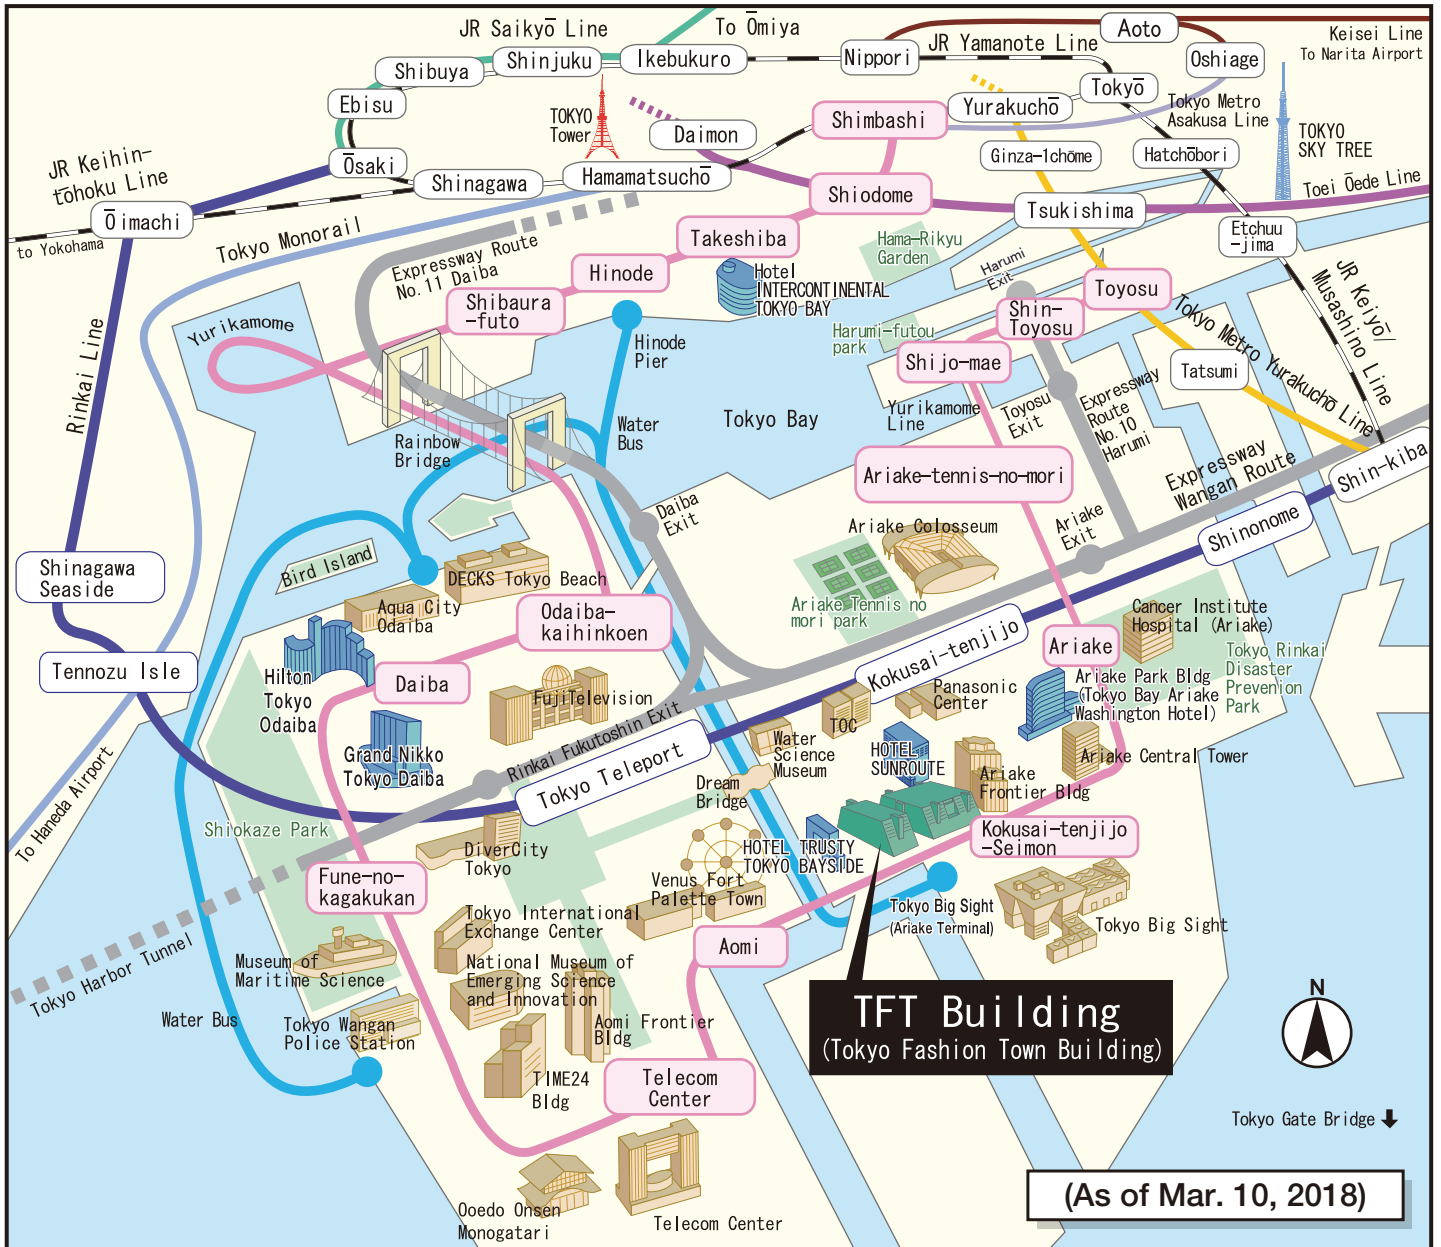 JR Saikyō Line
To Ōmiya
Aoto
Keisei Line
To Narita Airport
Nippori
JR Yamanote Line
Oshiage
Shibuya
Shinjuku
Ikebukuro
Tokyō
Ebisu
TOKYO
Tower
Daimon
Shimbashi
Yurakuchō
Tokyo Metro
Asakusa Line
TOKYO
SKY TREE
JR Keihin-
tōhoku Line
Ōsaki
Shinagawa
Hamamatsuchō
Ginza-1chōme
Hatchōbori
Toei Ōede Line
Ōimachi
to Yokohama
Tokyo Monorail
Shiodome
Tsukishima
Etchuu
-jima
Expressway Route
No.11 Daiba
Takeshiba
Hama-Rikyu
Garden
Harumi
Exit
Hinode
Hotel
INTERCONTINENTAL
TOKYO BAY
Toyosu
JR Keiyō/
Musashino Line
Shibaura
-futo
Shin-
Toyosu
Yurikamome
Rinkai Line
Hinode
Pier
Harumi-futou
park
Shijo-mae
Tokyo Metro Yurakuchō Line
Tatsumi
Rainbow
Bridge
Water
Bus
Tokyo Bay
Yurikamome
Line
Toyosu
Exit
Expressway
Route
No.10
Harumi
Expressway
Wangan Route
Shin-kiba
Ariake-tennis-no-mori
Daiba
Exit
Ariake Colosseum
Ariake
Exit
Shinonome
Shinagawa
Seaside
Bird Island
DECKS Tokyo Beach
Aqua City
Odaiba
Odaiba-
kaihinkoen
Ariake Tennis no
mori park
Kokusai-tenjijo
Ariake
Cancer Institute
Hospital (Ariake)
Tokyo Rinkai
Disaster
Prevenion
Park
Tennozu Isle
Hilton
Tokyo
Odaiba
Daiba
FujiTelevision
Panasonic
Center
Ariake Park Bldg
(Tokyo Bay Ariake
Washington Hotel)
Grand Nikko
Tokyo Daiba
Rinkai Fukutoshin Exit
Tokyo Teleport
TOC
Water
Science
Museum
HOTEL
SUNROUTE
Ariake
Frontier Bldg
Ariake Central Tower
Dream
Bridge
To Haneda Airport
Shiokaze Park
DiverCity
Tokyo
HOTEL TRUSTY
TOKYO BAYSIDE
Kokusai-tenjijo
-Seimon
Fune-no-
kagakukan
Venus Fort
Palette Town
Tokyo Big Sight
(Ariake Terminal)
Tokyo Big Sight
Tokyo International
Exchange Center
Aomi
Tokyo Harbor Tunnel
Museum of
Maritime Science
National Museum of
Emerging Science
and Innovation
Water Bus
Tokyo Wangan
Police Station
Aomi Frontier
Bldg
TFT Building
(Tokyo Fashion Town Building)
N
TIME24
Bldg
Telecom
Center
Tokyo Gate Bridge
Ooedo Onsen
Monogatari
Telecom Center
(As of Mar. 10, 2018)